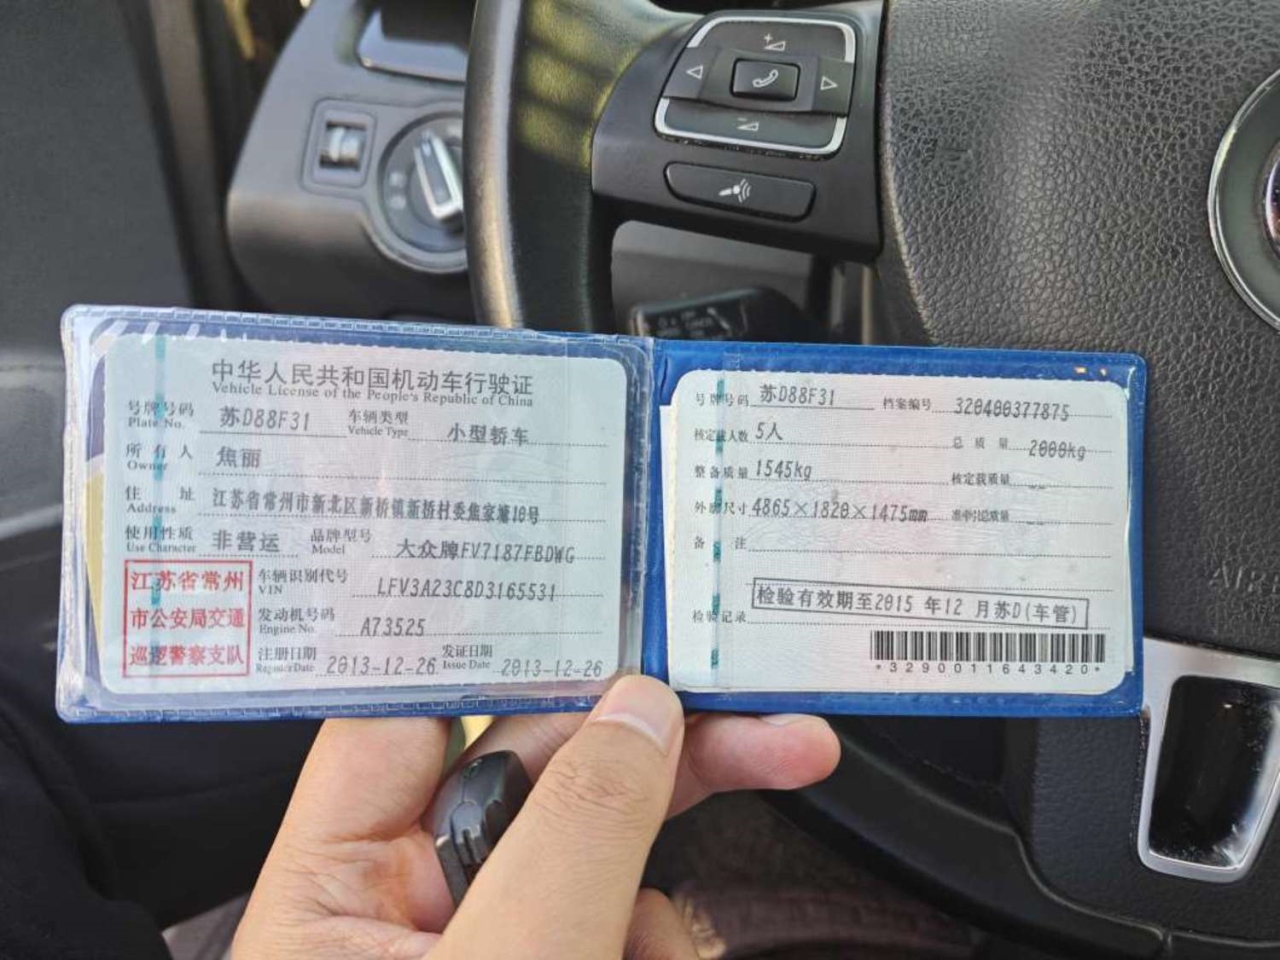 中华人民共和国机动车行驶证
Vehicle License of the People's Republic of China
号牌号码 苏D88F31 车辆类型 小型轿车
Plate No. Vehicle Type
所有人 焦丽
Owner
住址 江苏省常州市新北区新桥镇新桥村委焦家塘10号
Address
使用性质 非营运 品牌型号 大众牌FV7187FBDWG
Use Character Model
江苏省常州
市公安局交通
巡逻警察支队
车辆识别代号 LFV3A23C8D3165531
VIN
发动机号码 A73525
Engine No.
注册日期 2013-12-26 发证日期 2013-12-26
Register Date Issue Date
号牌号码 苏D88F31 档案编号 320400377875
核定载人数 5人 总质量 2000kg
整备质量 1545kg 核定载质量 --
外廓尺寸 4865×1820×1475mm 准牵引总质量 --
备注
检验有效期至2015 年12 月苏D(车管)
检验记录
*3290011643420*
AIRB